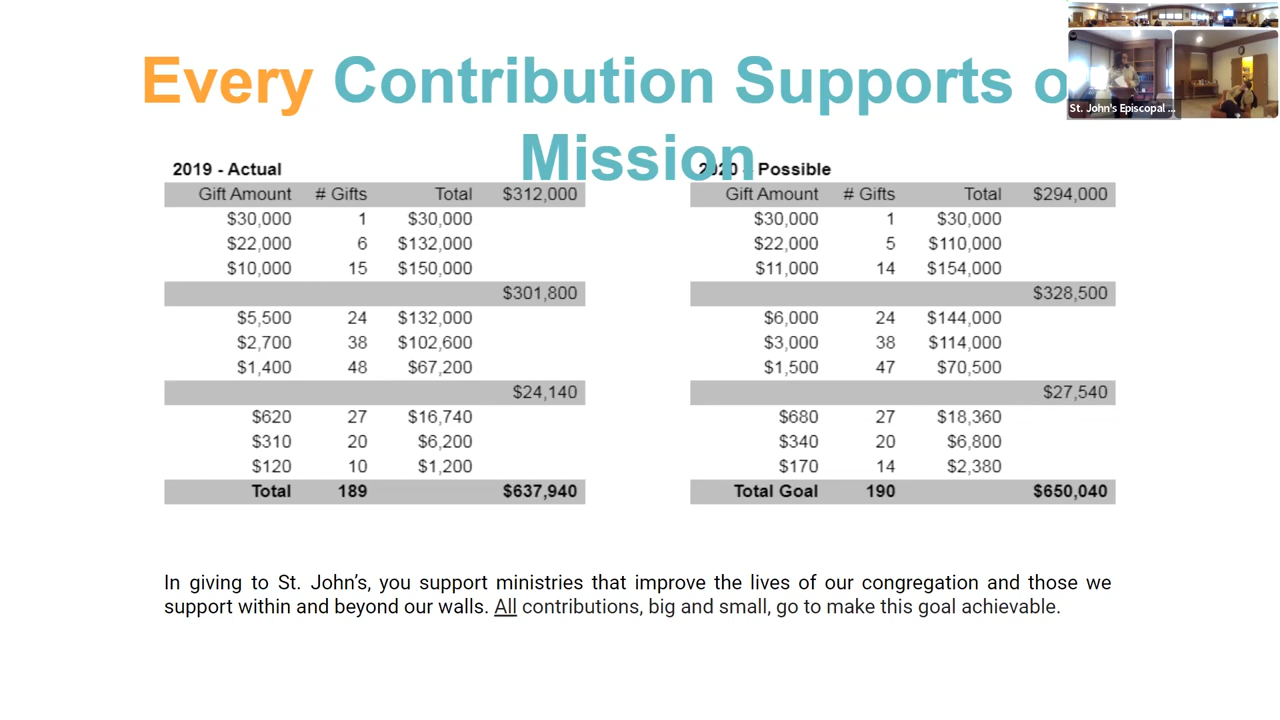 Every Contribution Supports o
Mission
2019 - Actual
Gift Amount # Gifts Total $312,000
$30,000 1 $30,000
$22,000 6 $132,000
$10,000 15 $150,000
$301,800
$5,500 24 $132,000
$2,700 38 $102,600
$1,400 48 $67,200
$24,140
$620 27 $16,740
$310 20 $6,200
$120 10 $1,200
Total 189 $637,940
2020 - Possible
Gift Amount # Gifts Total $294,000
$30,000 1 $30,000
$22,000 5 $110,000
$11,000 14 $154,000
$328,500
$6,000 24 $144,000
$3,000 38 $114,000
$1,500 47 $70,500
$27,540
$680 27 $18,360
$340 20 $6,800
$170 14 $2,380
Total Goal 190 $650,040
In giving to St. John’s, you support ministries that improve the lives of our congregation and those we
support within and beyond our walls. All contributions, big and small, go to make this goal achievable.
St. John's Episcopal ...